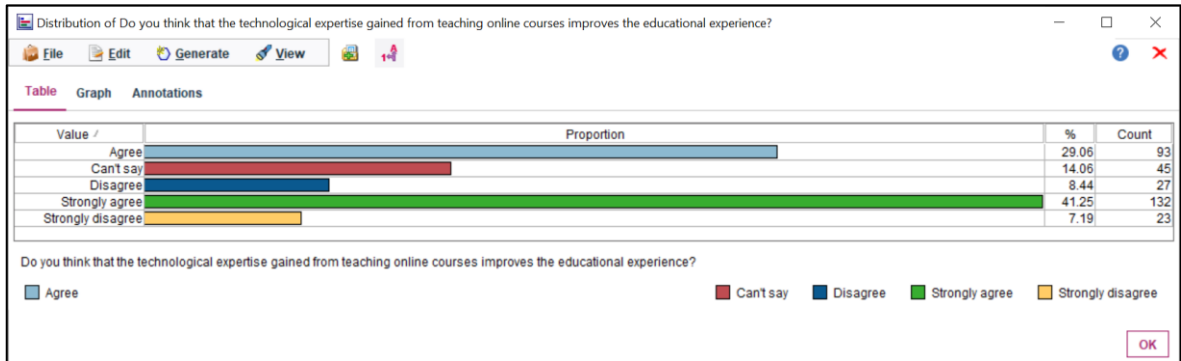 Distribution of Do you think that the technological expertise gained from teaching online courses improves the educational experience?
File Edit Generate View
Table Graph Annotations
Value Proportion % Count
Agree 29.06 93
Can't say 14.06 45
Disagree 8.44 27
Strongly agree 41.25 132
Strongly disagree 7.19 23
Do you think that the technological expertise gained from teaching online courses improves the educational experience?
Agree Can't say Disagree Strongly agree Strongly disagree
OK